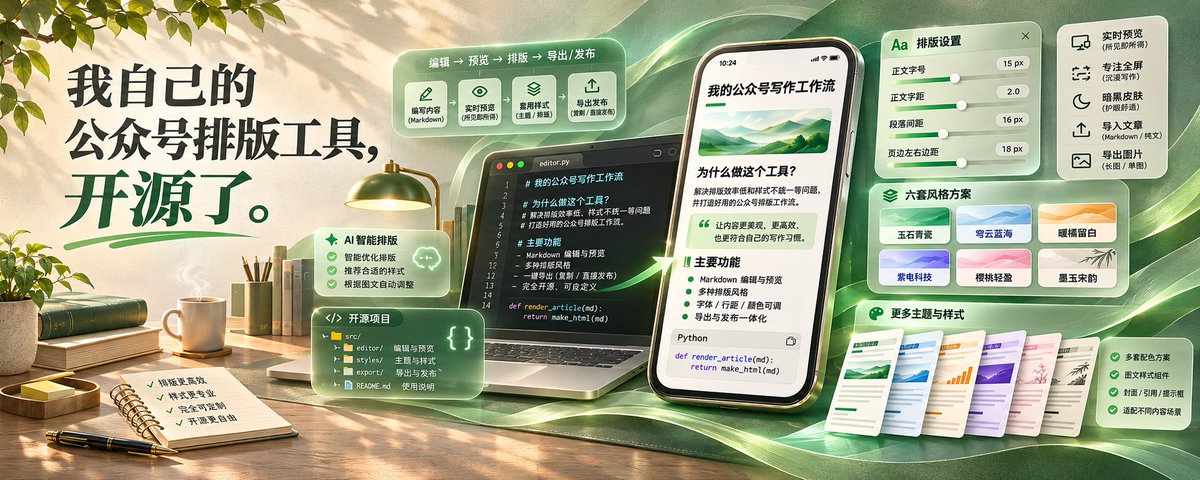 我自己的
公众号排版工具,
开源了。
编辑 → 预览 → 排版 → 导出/发布
编写内容
(Markdown)
实时预览
(所见即所得)
套用样式
(主题 / 排版)
导出发布
(复制 / 直接发布)
AI 智能排版
智能优化排版
推荐合适的样式
根据图文自动调整
</> 开源项目
src/
editor/ 编辑与预览
styles/ 主题与样式
export/ 导出与发布
README.md 使用说明
{ }
排版更高效
样式更专业
完全可定制
开源更自由
editor.py
1 # 我的公众号写作工作流
2
3 # 为什么做这个工具?
4 # 解决排版效率低、样式不统一等问题
5 # 打造好用的公众号排版工作流。
6
7 # 主要功能
8 - Markdown 编辑与预览
9 - 多种排版风格
10 - 一键导出 (复制 / 直接发布)
11 - 完全开源、可自定义
12
13 def render_article(md):
14 return make_html(md)
10:24
我的公众号写作工作流
为什么做这个工具?
解决排版效率低和样式不统一等问题,
并打造好用的公众号排版工作流。
让内容更美观，更高效，
也更符合自己的写作习惯。
主要功能
Markdown 编辑与预览
多种排版风格
字体 / 行距 / 颜色可调
导出与发布一体化
Python
def render_article(md):
return make_html(md)
Aa 排版设置
正文字号 15 px
正文字距 2.0
段落间距 16 px
页边左右边距 18 px
实时预览
(所见即所得)
专注全屏
(沉浸写作)
暗黑皮肤
(护眼舒适)
导入文章
(Markdown / 纯文)
导出图片
(长图 / 单图)
六套风格方案
玉石青瓷
穹云蓝海
暖橘留白
紫电科技
樱桃轻盈
墨玉宋韵
更多主题与样式
多套配色方案
图文样式组件
封面 / 引用 / 提示框
适配不同内容场景